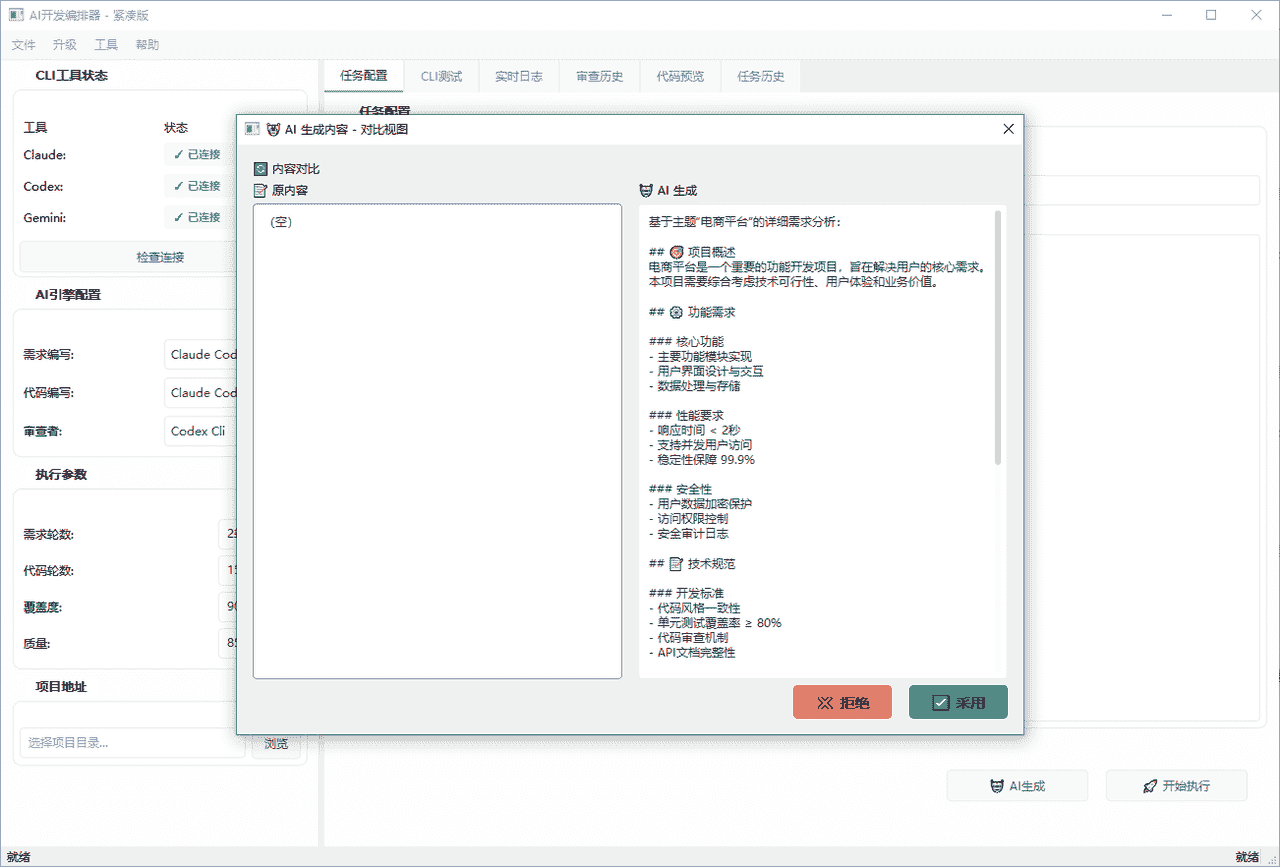 AI开发编排器 - 紧凑版
文件 升级 工具 帮助
CLI工具状态
工具 状态
Claude: ✓ 已连接
Codex: ✓ 已连接
Gemini: ✓ 已连接
检查连接
AI引擎配置
需求编写: Claude Cod
代码编写: Claude Cod
审查者: Codex Cli
执行参数
需求轮数:
代码轮数:
覆盖度:
质量:
项目地址
选择项目目录... 浏览
任务配置 CLI测试 实时日志 审查历史 代码预览 任务历史
任务配置
AI 生成内容 - 对比视图
内容对比
原内容
(空)
AI 生成
基于主题"电商平台"的详细需求分析:
## 🎯 项目概述
电商平台是一个重要的功能开发项目，旨在解决用户的核心需求。
本项目需要综合考虑技术可行性、用户体验和业务价值。
## ⚙ 功能需求
### 核心功能
- 主要功能模块实现
- 用户界面设计与交互
- 数据处理与存储
### 性能要求
- 响应时间 < 2秒
- 支持并发用户访问
- 稳定性保障 99.9%
### 安全性
- 用户数据加密保护
- 访问权限控制
- 安全审计日志
## 📝 技术规范
### 开发标准
- 代码风格一致性
- 单元测试覆盖率 ≥ 80%
- 代码审查机制
- API文档完整性
拒绝 采用
AI生成 开始执行
就绪 就绪